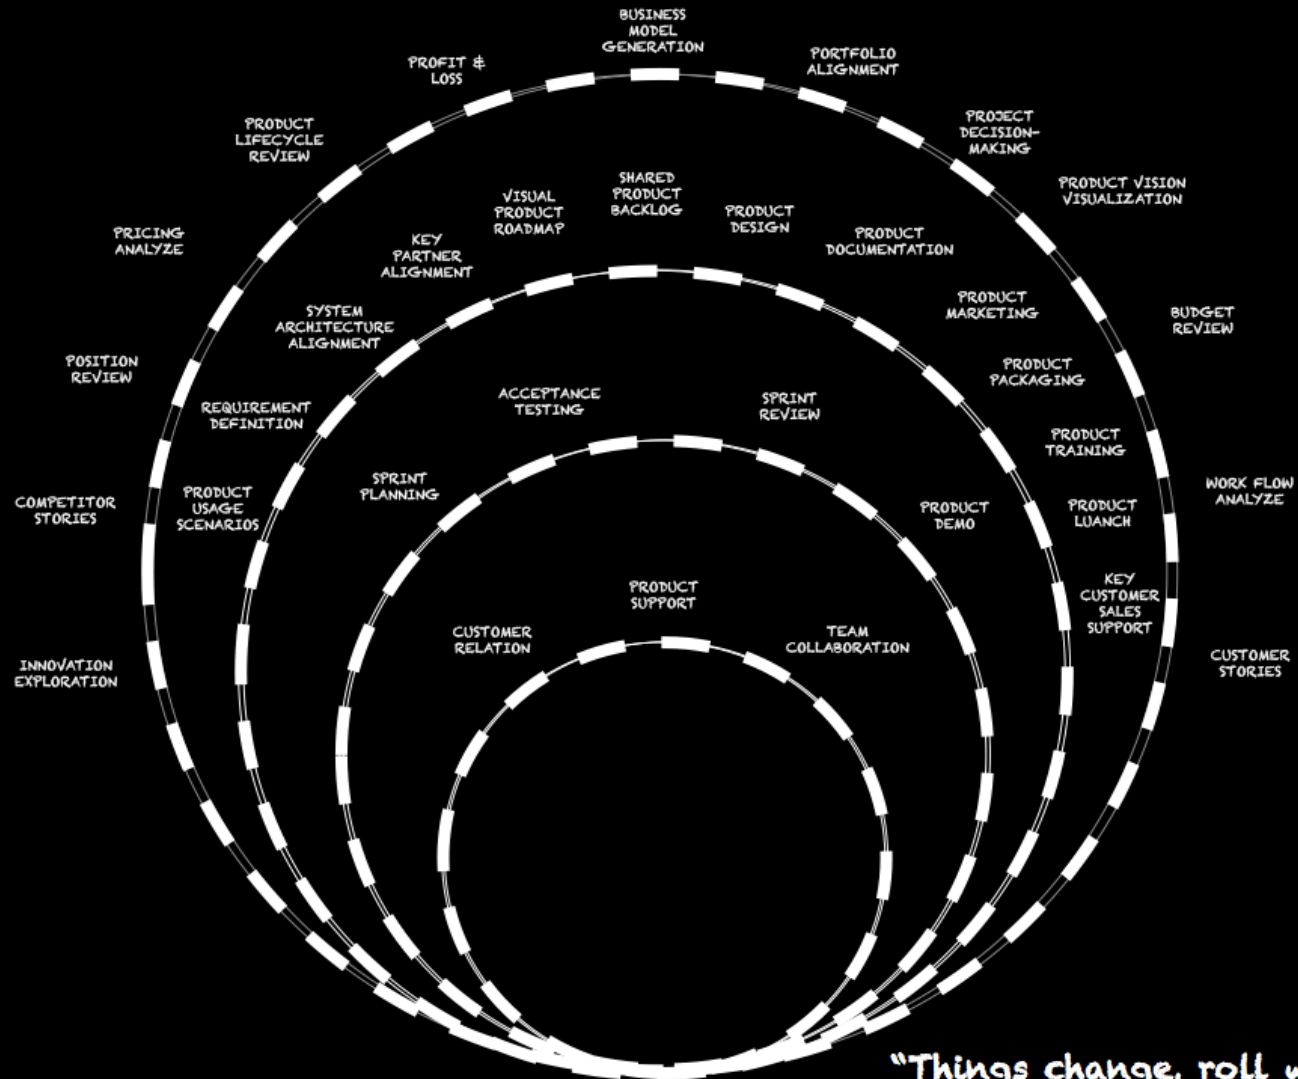 BUSINESS
MODEL
GENERATION
PROFIT &
LOSS
PORTFOLIO
ALIGNMENT
PRODUCT
LIFECYCLE
REVIEW
PROJECT
DECISION-
MAKING
PRODUCT VISION
VISUALIZATION
PRICING
ANALYZE
BUDGET
REVIEW
POSITION
REVIEW
WORK FLOW
ANALYZE
COMPETITOR
STORIES
CUSTOMER
STORIES
INNOVATION
EXPLORATION
SHARED
PRODUCT
BACKLOG
VISUAL
PRODUCT
ROADMAP
PRODUCT
DESIGN
KEY
PARTNER
ALIGNMENT
PRODUCT
DOCUMENTATION
SYSTEM
ARCHITECTURE
ALIGNMENT
PRODUCT
MARKETING
PRODUCT
PACKAGING
REQUIREMENT
DEFINITION
PRODUCT
TRAINING
PRODUCT
USAGE
SCENARIOS
PRODUCT
LUANCH
KEY
CUSTOMER
SALES
SUPPORT
ACCEPTANCE
TESTING
SPRINT
REVIEW
SPRINT
PLANNING
PRODUCT
DEMO
PRODUCT
SUPPORT
CUSTOMER
RELATION
TEAM
COLLABORATION
"Things change, roll